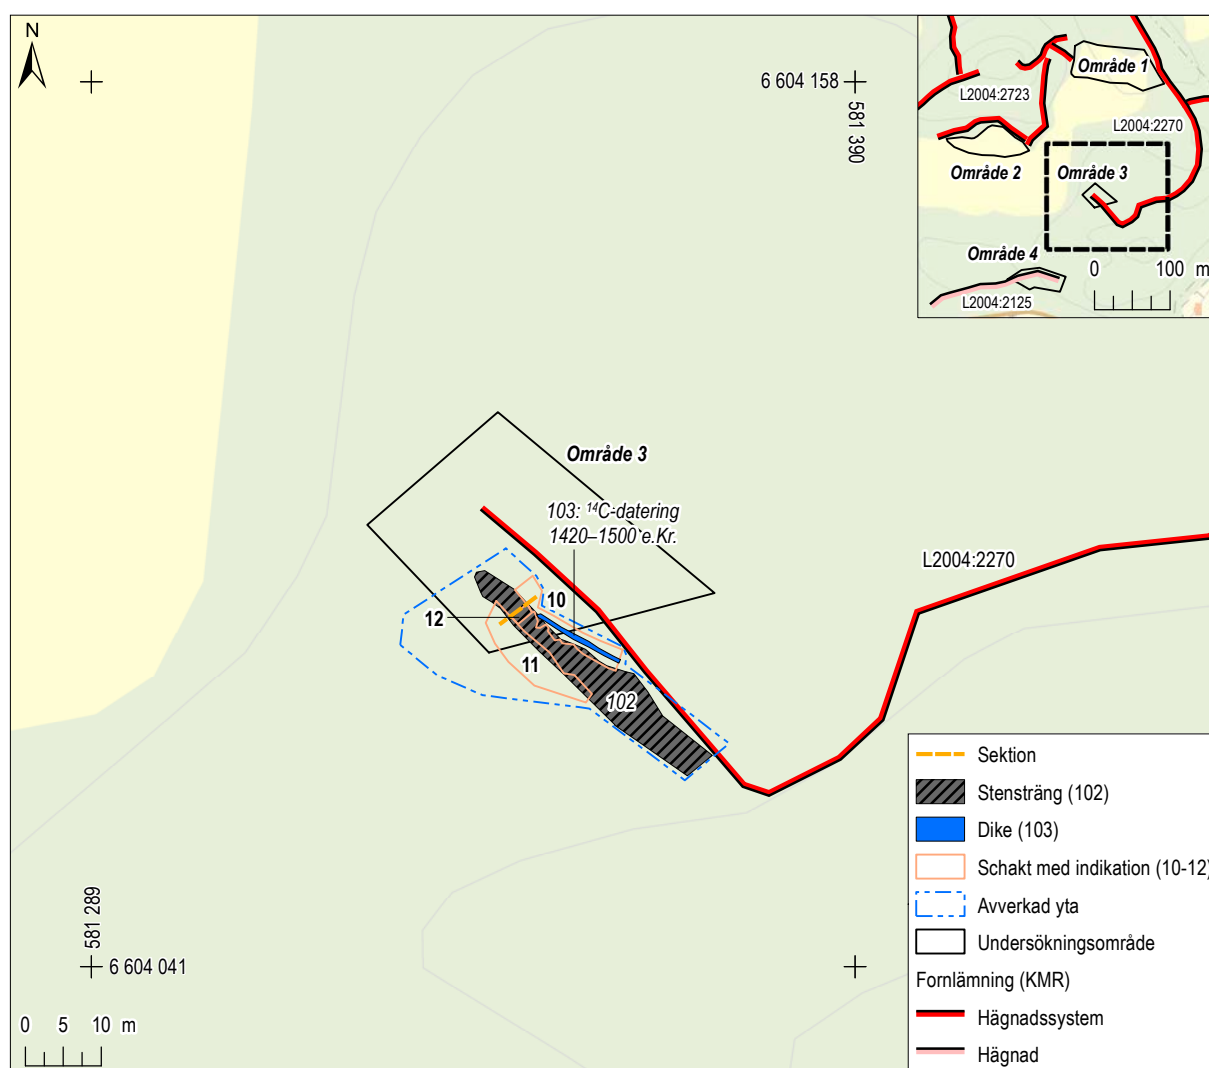 N
6 604 158
581 390
Område 1
L2004:2723
L2004:2270
Område 2
Område 3
Område 4
0 100 m
L2004:2125
Område 3
103: ¹⁴C-datering
1420–1500 e.Kr.
L2004:2270
10
12
11
102
581 289
6 604 041
0 5 10 m
Sektion
Stensträng (102)
Dike (103)
Schakt med indikation (10-12)
Avverkad yta
Undersökningsområde
Fornlämning (KMR)
Hägnadssystem
Hägnad